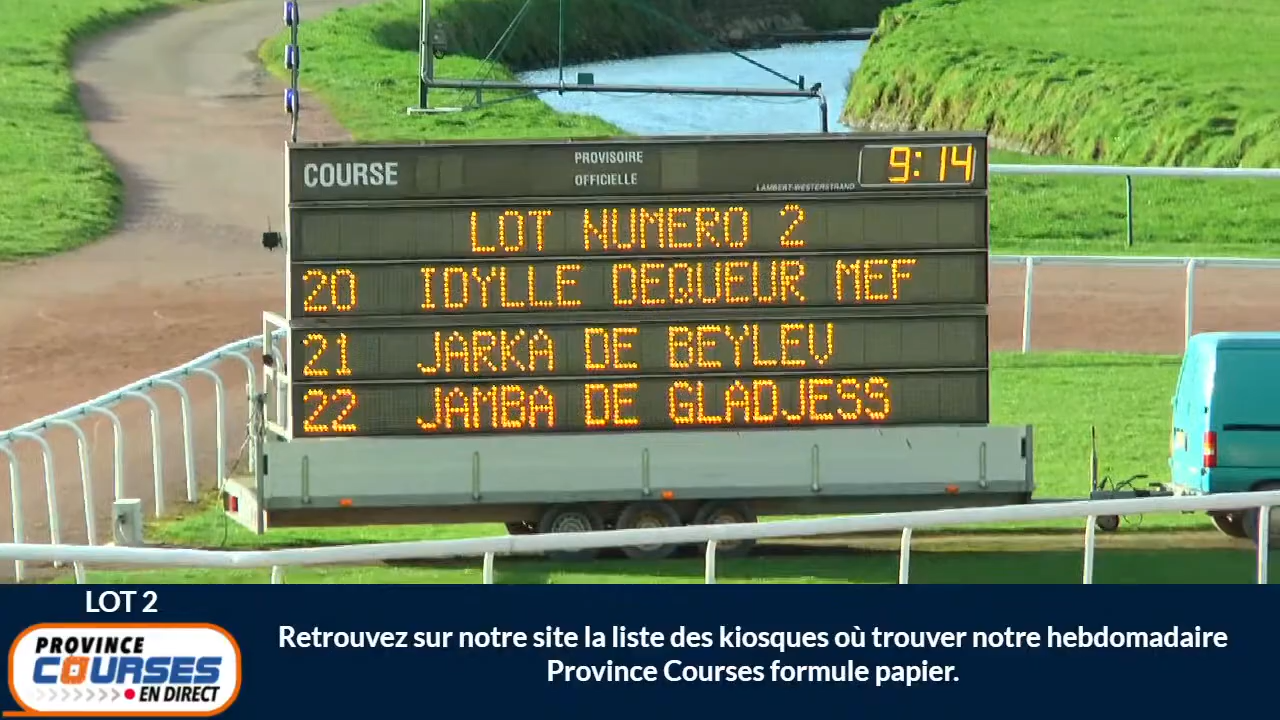 COURSE
PROVISOIRE
OFFICIELLE
LAMBERT-WESTERSTRAND
9:14
LOT NUMERO 2
20 IDYLLE DEQUEUR MEF
21 JARKA DE BEYLEV
22 JAMBA DE GLADJESS
LOT 2
PROVINCE
COURSES
EN DIRECT
Retrouvez sur notre site la liste des kiosques où trouver notre hebdomadaire
Province Courses formule papier.